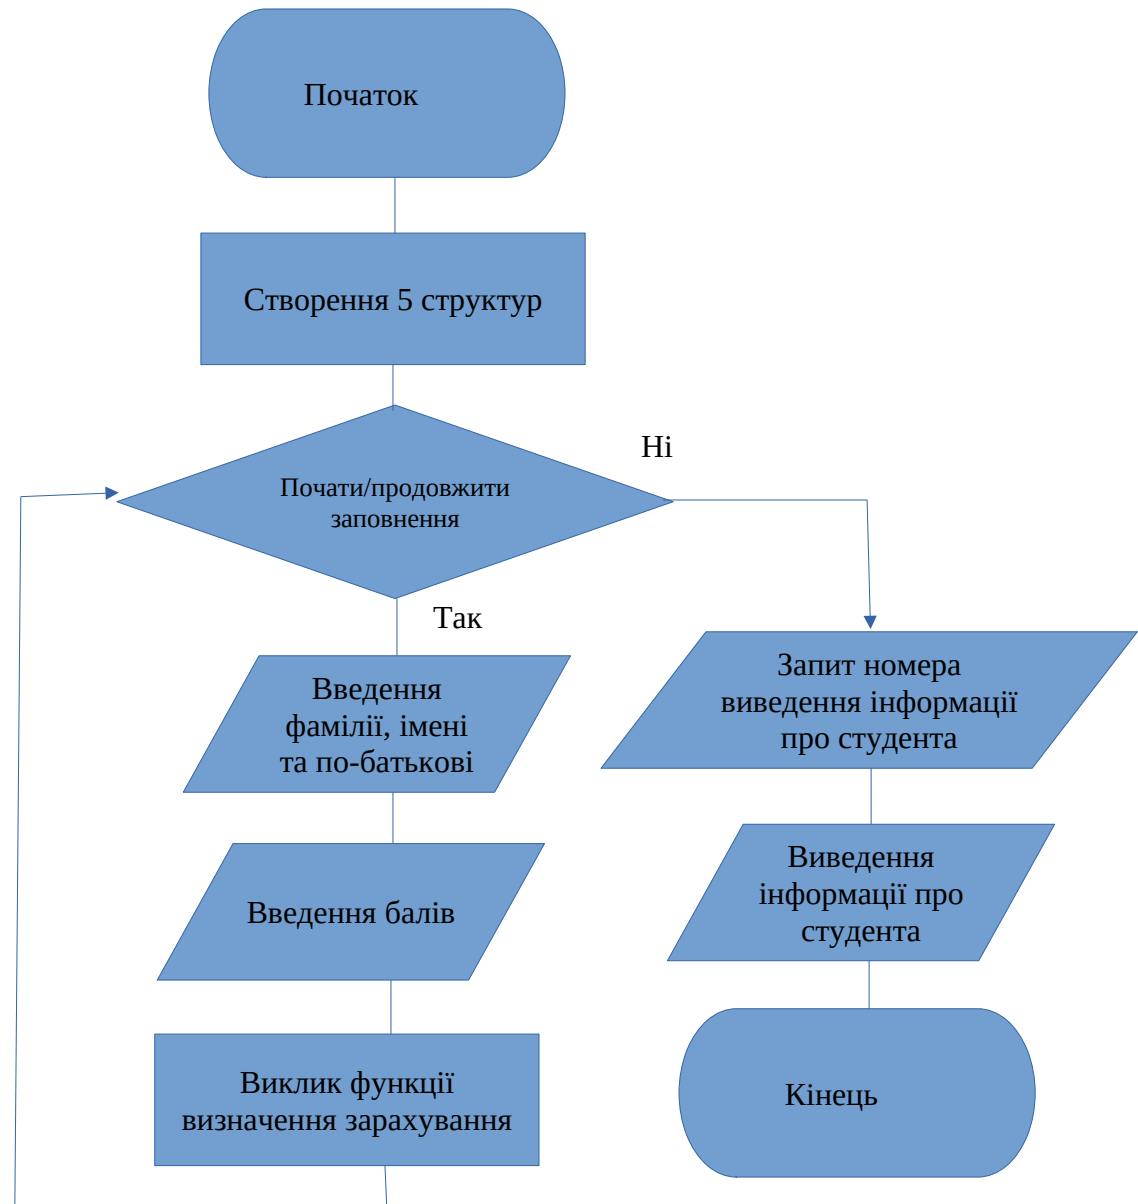 Початок
Створення 5 структур
Ні
Почати/продовжити
заповнення
Так
Введення
фамілії, імені
та по-батькові
Запит номера
виведення інформації
про студента
Введення балів
Виведення
інформації про
студента
Виклик функції
визначення зарахування
Кінець